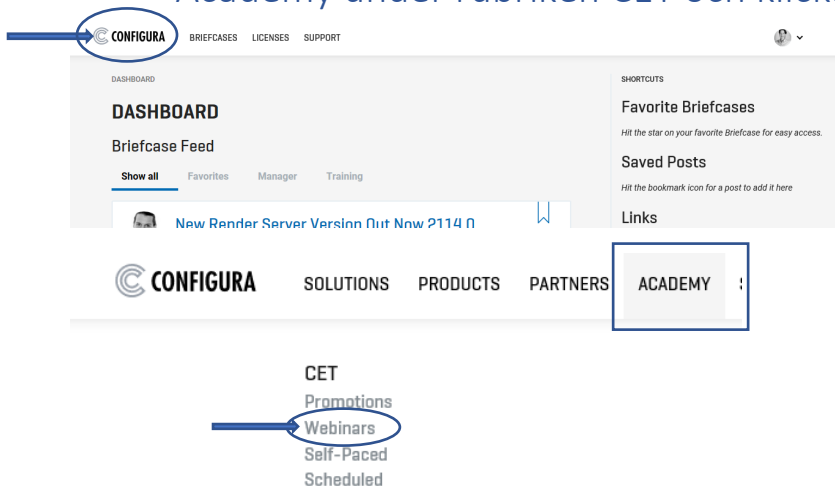 Academy under rubriken CET och klicka
CONFIGURA BRIEFCASES LICENSES SUPPORT
DASHBOARD
DASHBOARD
Briefcase Feed
Show all Favorites Manager Training
New Render Server Version Out Now 2114.0
SHORTCUTS
Favorite Briefcases
Hit the star on your favorite Briefcase for easy access.
Saved Posts
Hit the bookmark icon for a post to add it here
Links
CONFIGURA SOLUTIONS PRODUCTS PARTNERS ACADEMY
CET
Promotions
Webinars
Self-Paced
Scheduled